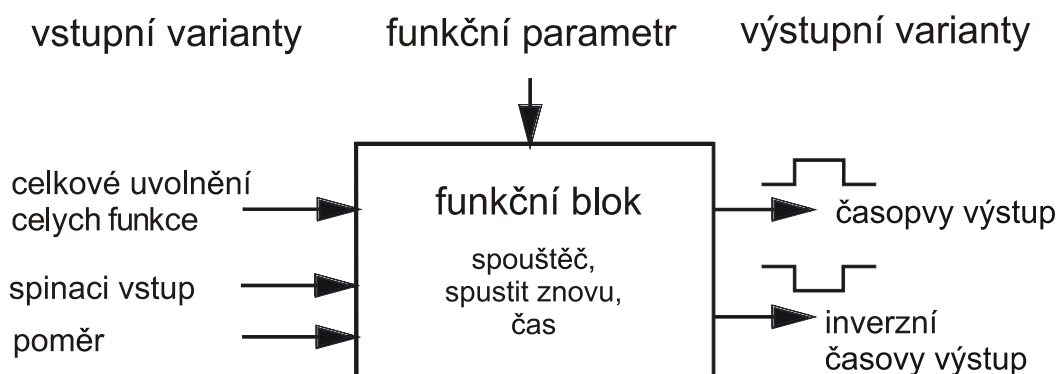 vstupní varianty
funkční parametr
výstupní varianty
celkové uvolnění
celych funkce
spinaci vstup
poměr
funkční blok
spouštěč,
spustit znovu,
čas
časopvy výstup
inverzní
časovy výstup